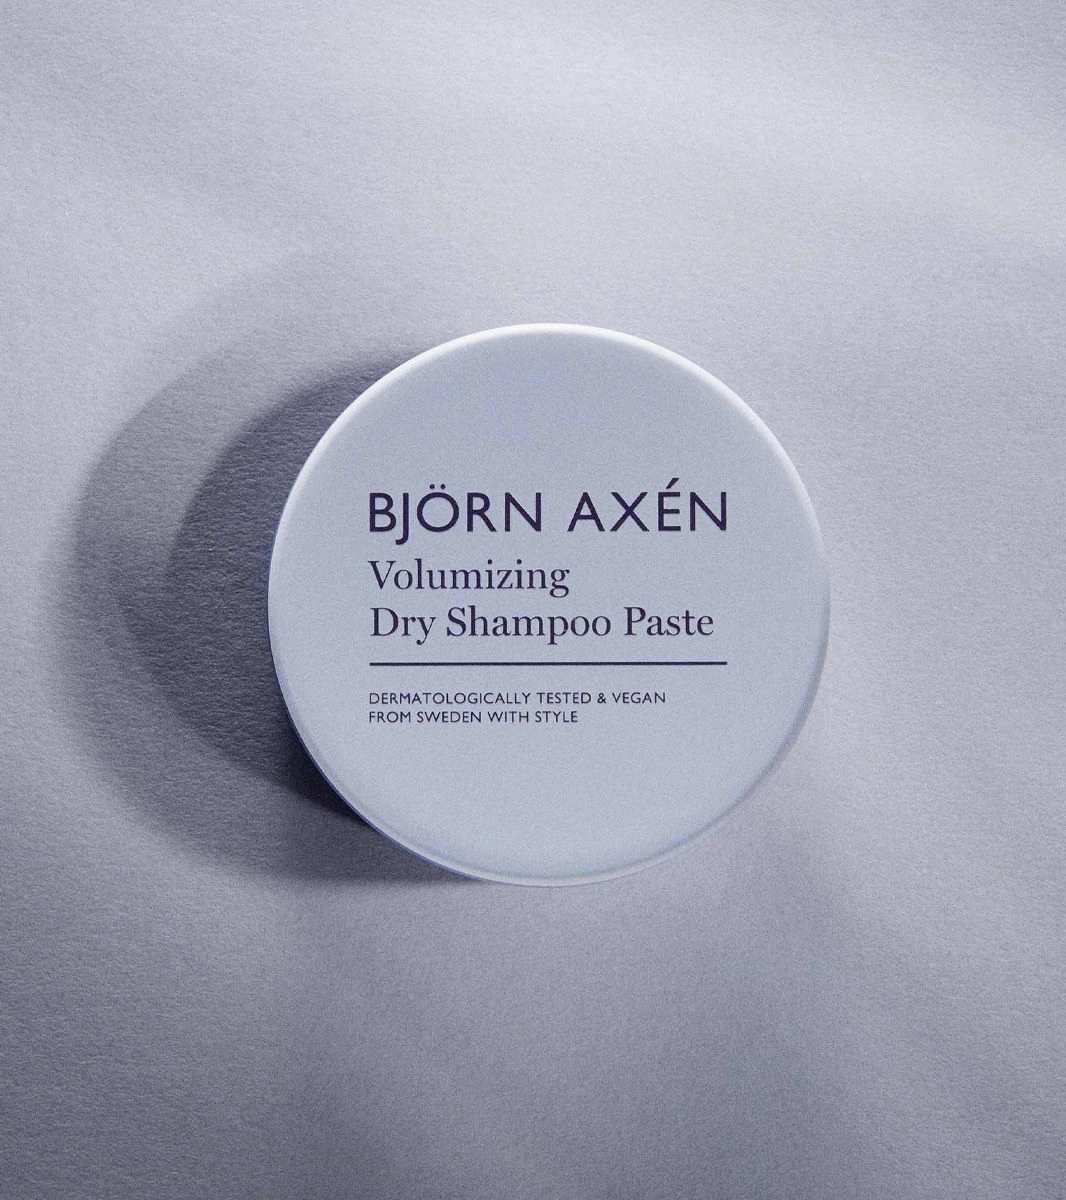 BJÖRN AXÉN
Volumizing
Dry Shampoo Paste
DERMATOLOGICALLY TESTED & VEGAN
FROM SWEDEN WITH STYLE